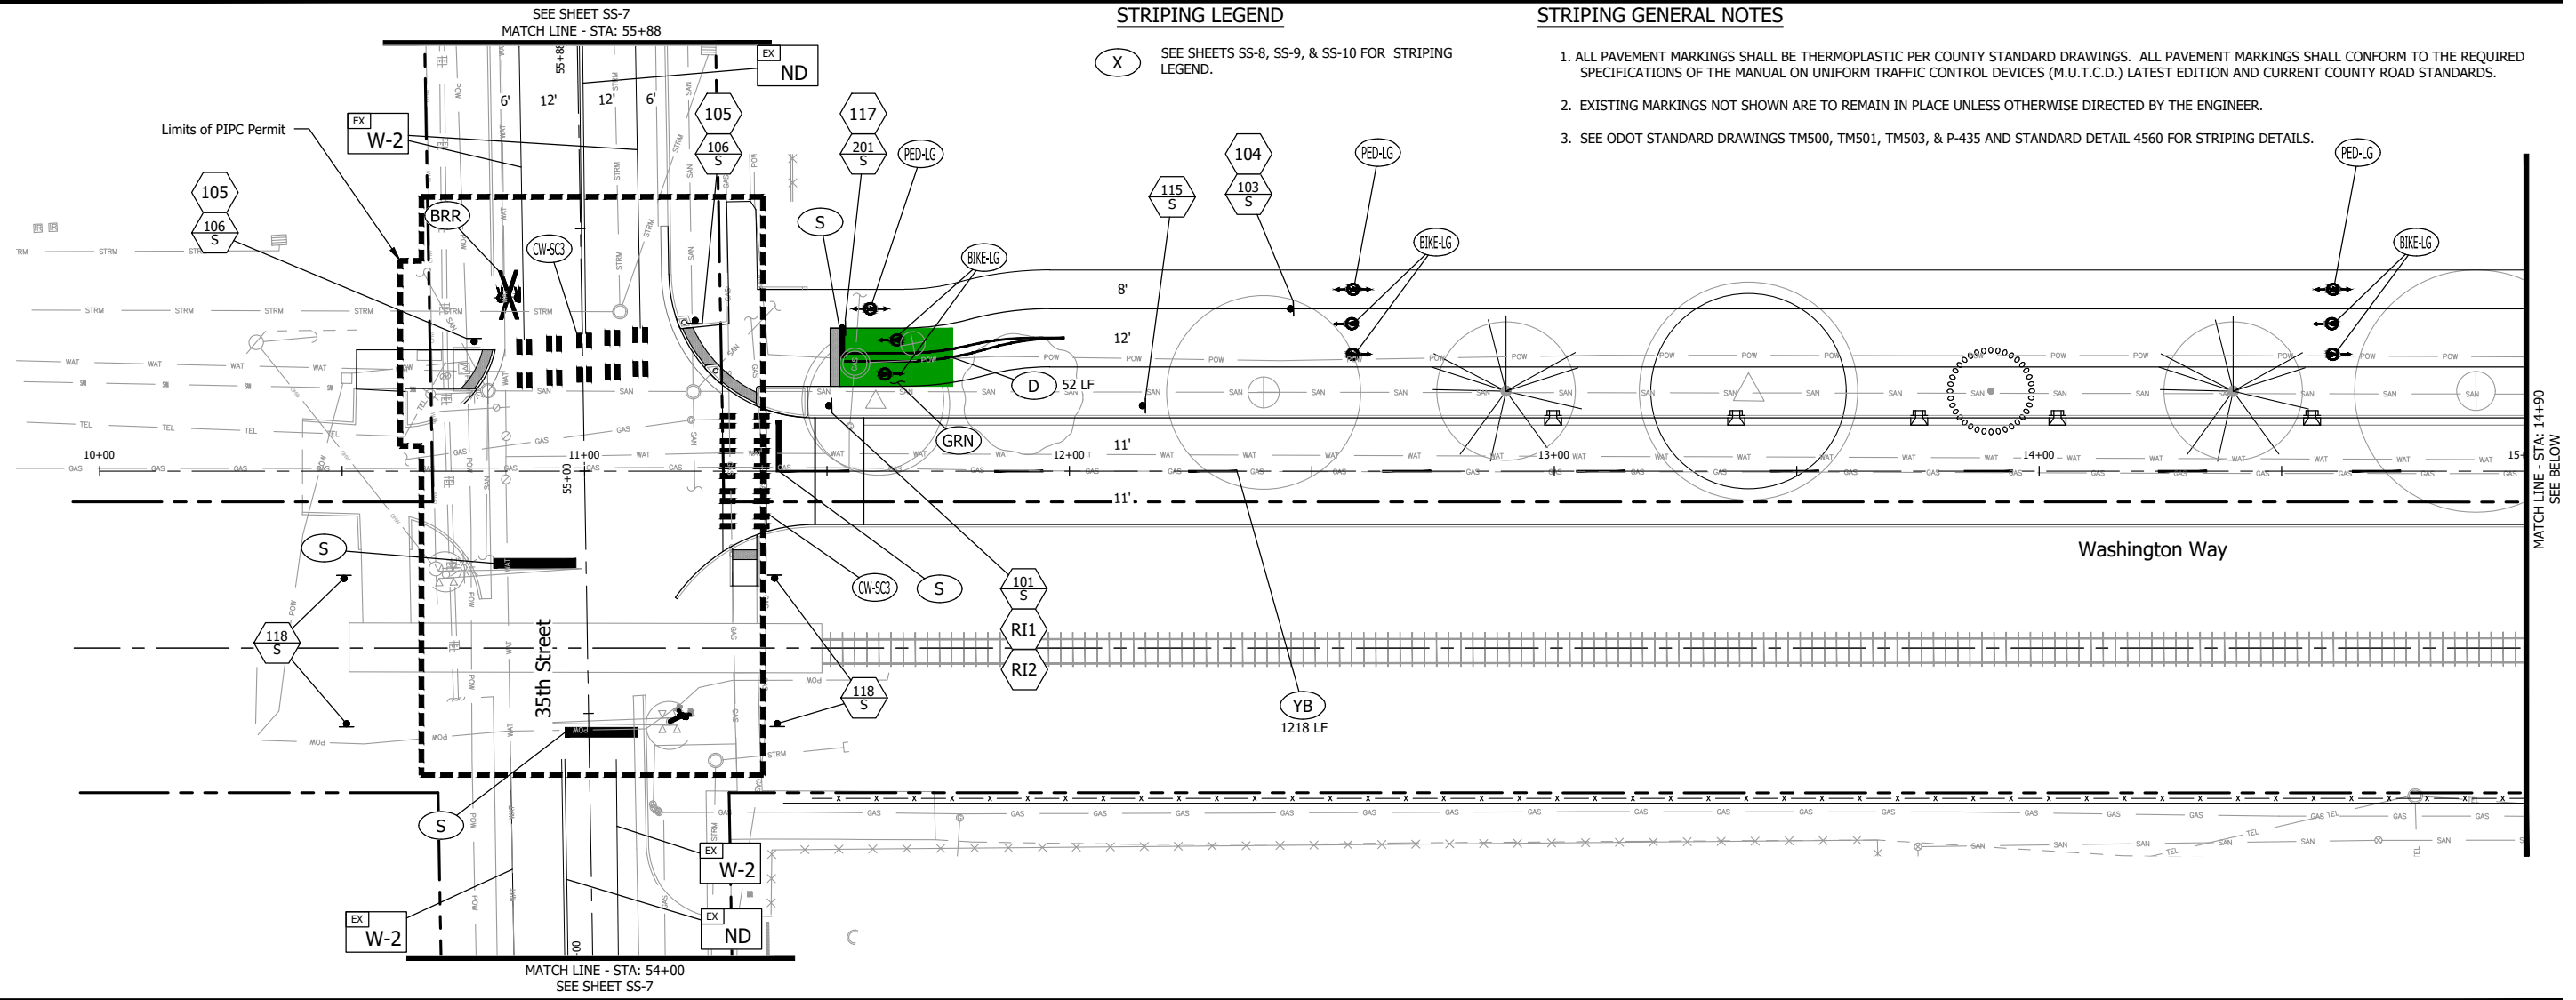 SEE SHEET SS-7
MATCH LINE - STA: 55+88
STRIPING LEGEND
X
SEE SHEETS SS-8, SS-9, & SS-10 FOR STRIPING
LEGEND.
STRIPING GENERAL NOTES
1. ALL PAVEMENT MARKINGS SHALL BE THERMOPLASTIC PER COUNTY STANDARD DRAWINGS. ALL PAVEMENT MARKINGS SHALL CONFORM TO THE REQUIRED
SPECIFICATIONS OF THE MANUAL ON UNIFORM TRAFFIC CONTROL DEVICES (M.U.T.C.D.) LATEST EDITION AND CURRENT COUNTY ROAD STANDARDS.
2. EXISTING MARKINGS NOT SHOWN ARE TO REMAIN IN PLACE UNLESS OTHERWISE DIRECTED BY THE ENGINEER.
3. SEE ODOT STANDARD DRAWINGS TM500, TM501, TM503, & P-435 AND STANDARD DETAIL 4560 FOR STRIPING DETAILS.
EX
ND
55+88
6' 12' 12' 6'
Limits of PIPC Permit
EX
W-2
105
106
S
105
106
S
117
201
S
PED-LG
104
103
S
115
S
PED-LG
PED-LG
BRR
CW-SC3
S
BIKE-LG
BIKE-LG
BIKE-LG
8'
12'
D
52 LF
GRN
11'
11'
10+00
11+00
12+00
13+00
14+00
15+
55+00
MATCH LINE - STA: 14+90
SEE BELOW
Washington Way
S
CW-SC3
S
101
S
RI1
RI2
118
S
118
S
35th Street
YB
1218 LF
S
EX
W-2
EX
W-2
EX
ND
MATCH LINE - STA: 54+00
SEE SHEET SS-7